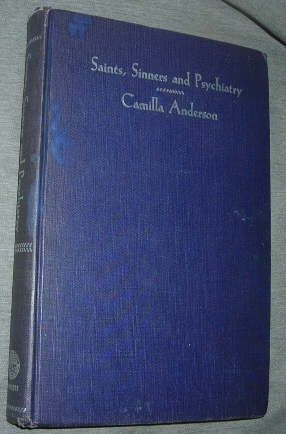 Saints, Sinners and Psychiatry
Camilla Anderson